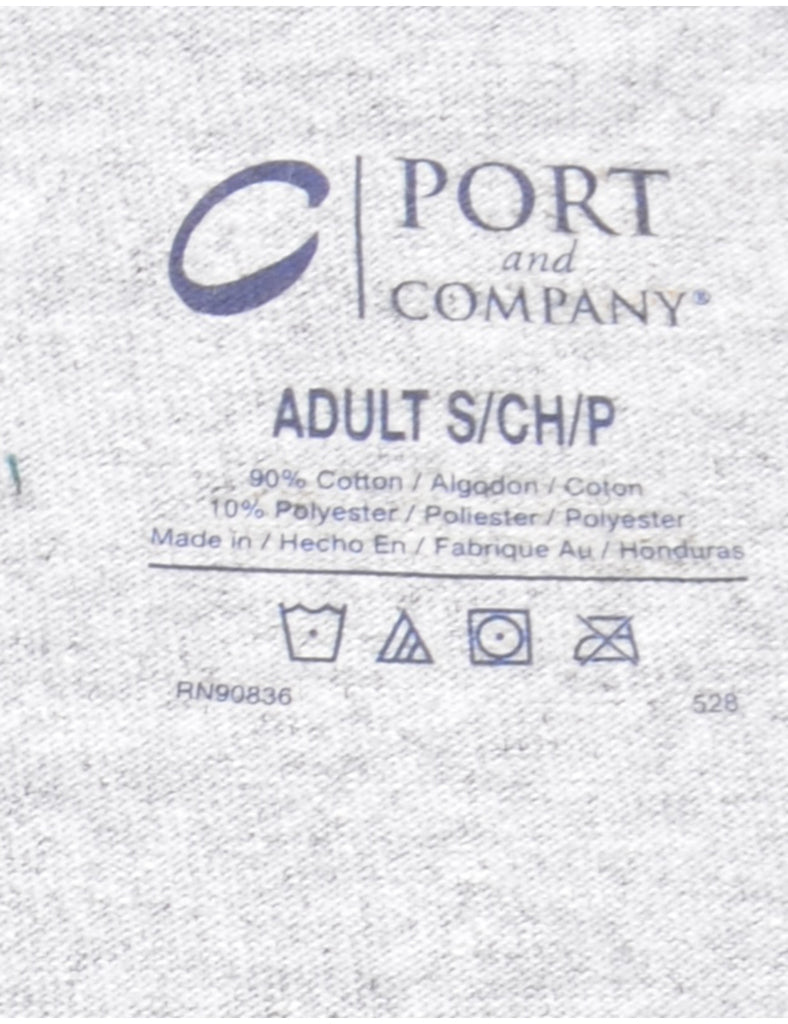 PORT
and
COMPANY®
ADULT S/CH/P
90% Cotton / Algodon / Coton
10% Polyester / Poliester / Polyester
Made in / Hecho En / Fabrique Au / Honduras
RN90836 528